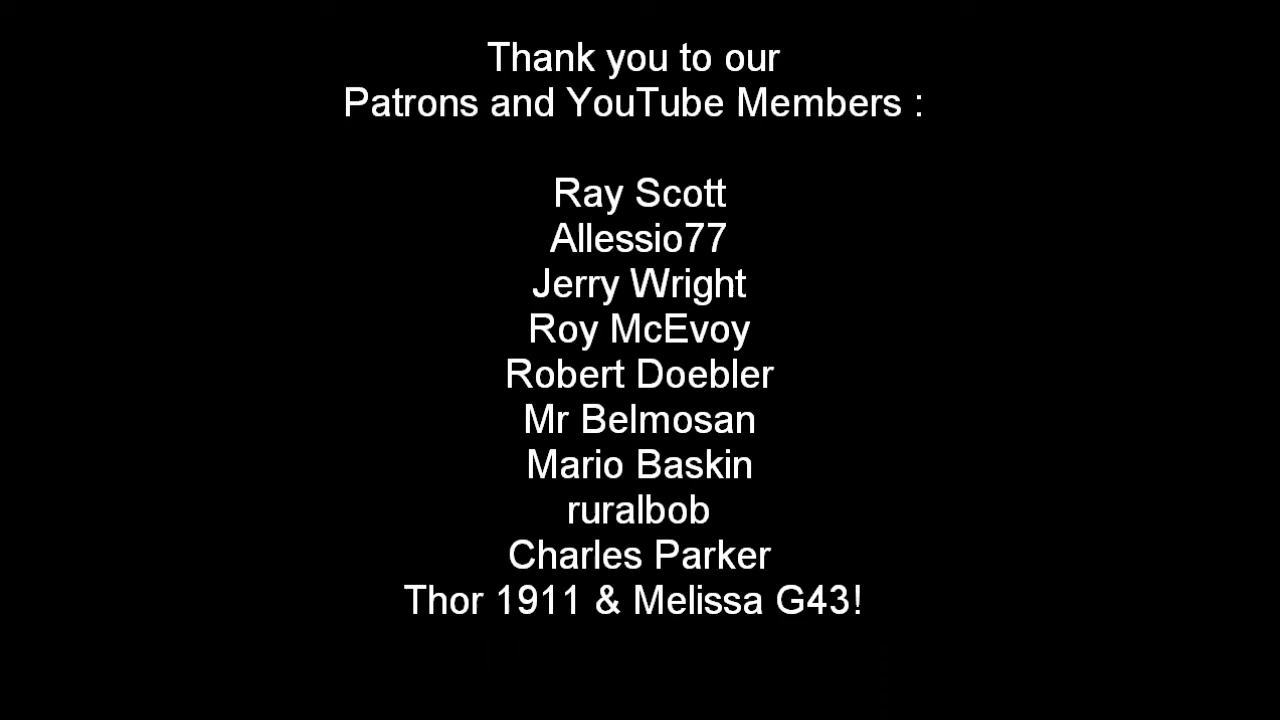 Thank you to our
Patrons and YouTube Members :
Ray Scott
Allessio77
Jerry Wright
Roy McEvoy
Robert Doebler
Mr Belmosan
Mario Baskin
ruralbob
Charles Parker
Thor 1911 & Melissa G43!